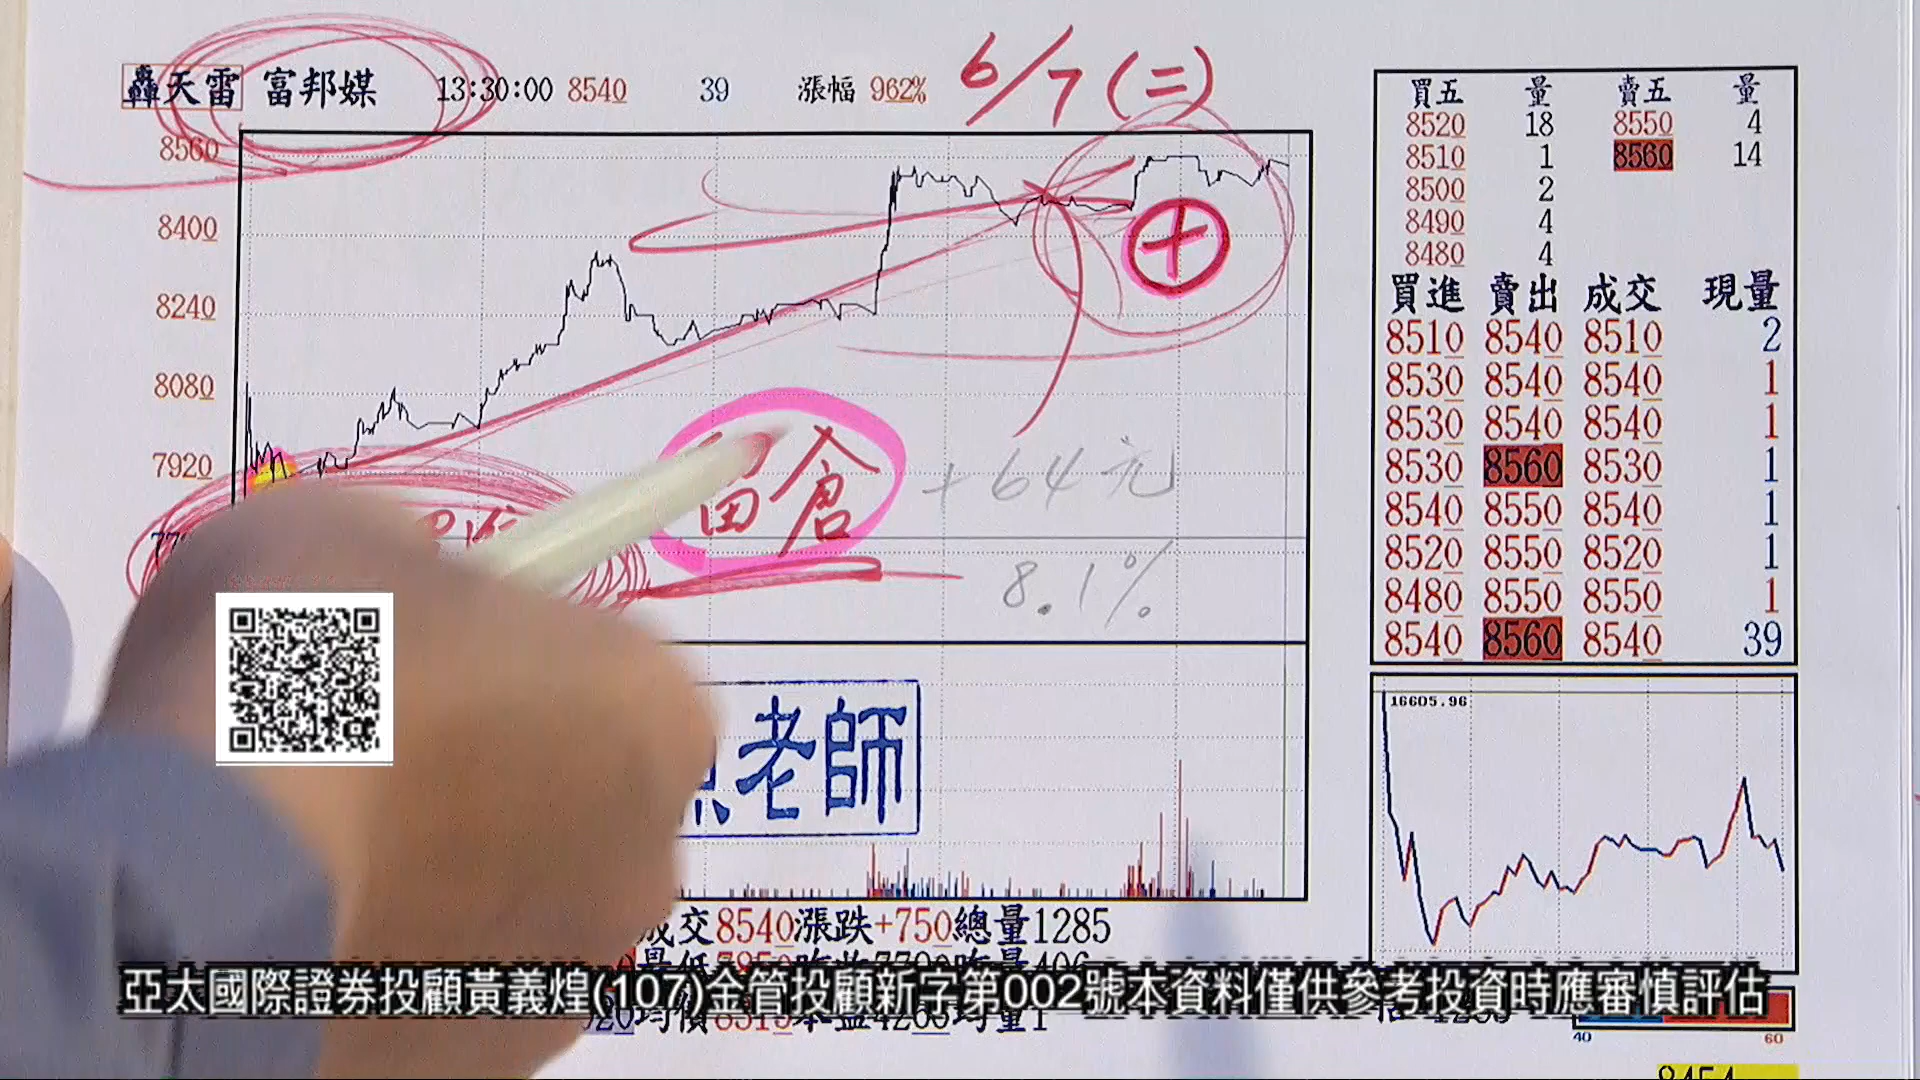 轟天雷 富邦媒 13:30:00 8540 39 漲幅 962% 6/7(二)
8560
8400
8240
8080
7920
留倉
+64元
8.1%
老師
買五 量 賣五 量
8520 18 8550 4
8510 1 8560 14
8500 2
8490 4
8480 4
買進 賣出 成交 現量
8510 8540 8510 2
8530 8540 8540 1
8530 8540 8540 1
8530 8560 8530 1
8540 8550 8540 1
8520 8550 8520 1
8480 8550 8550 1
8540 8560 8540 39
16605.96
成交8540漲跌+750總量1285
亞太國際證券投顧黃義煌(107)金管投顧新字第002號本資料僅供參考投資時應審慎評估
40 60